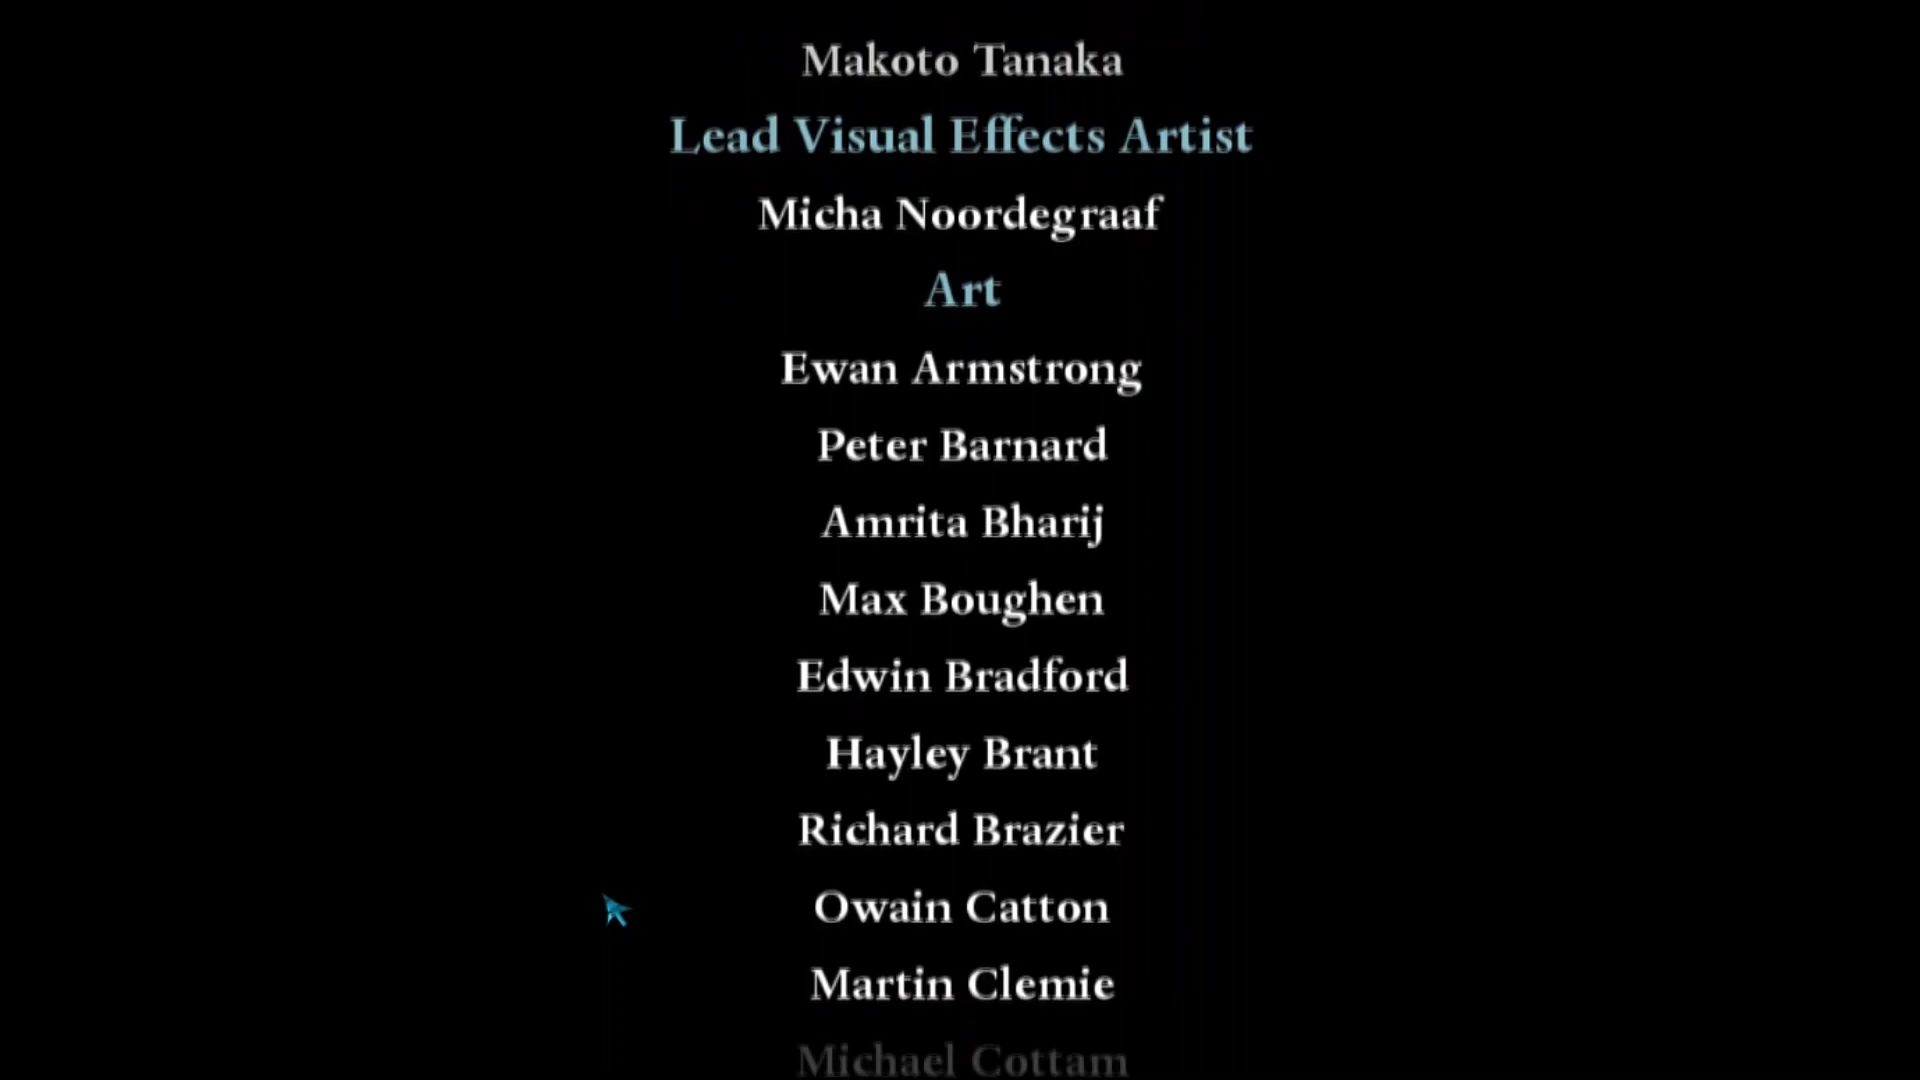 Makoto Tanaka
Lead Visual Effects Artist
Micha Noordegraaf
Art
Ewan Armstrong
Peter Barnard
Amrita Bharij
Max Boughen
Edwin Bradford
Hayley Brant
Richard Brazier
Owain Catton
Martin Clemie
Michael Cottam